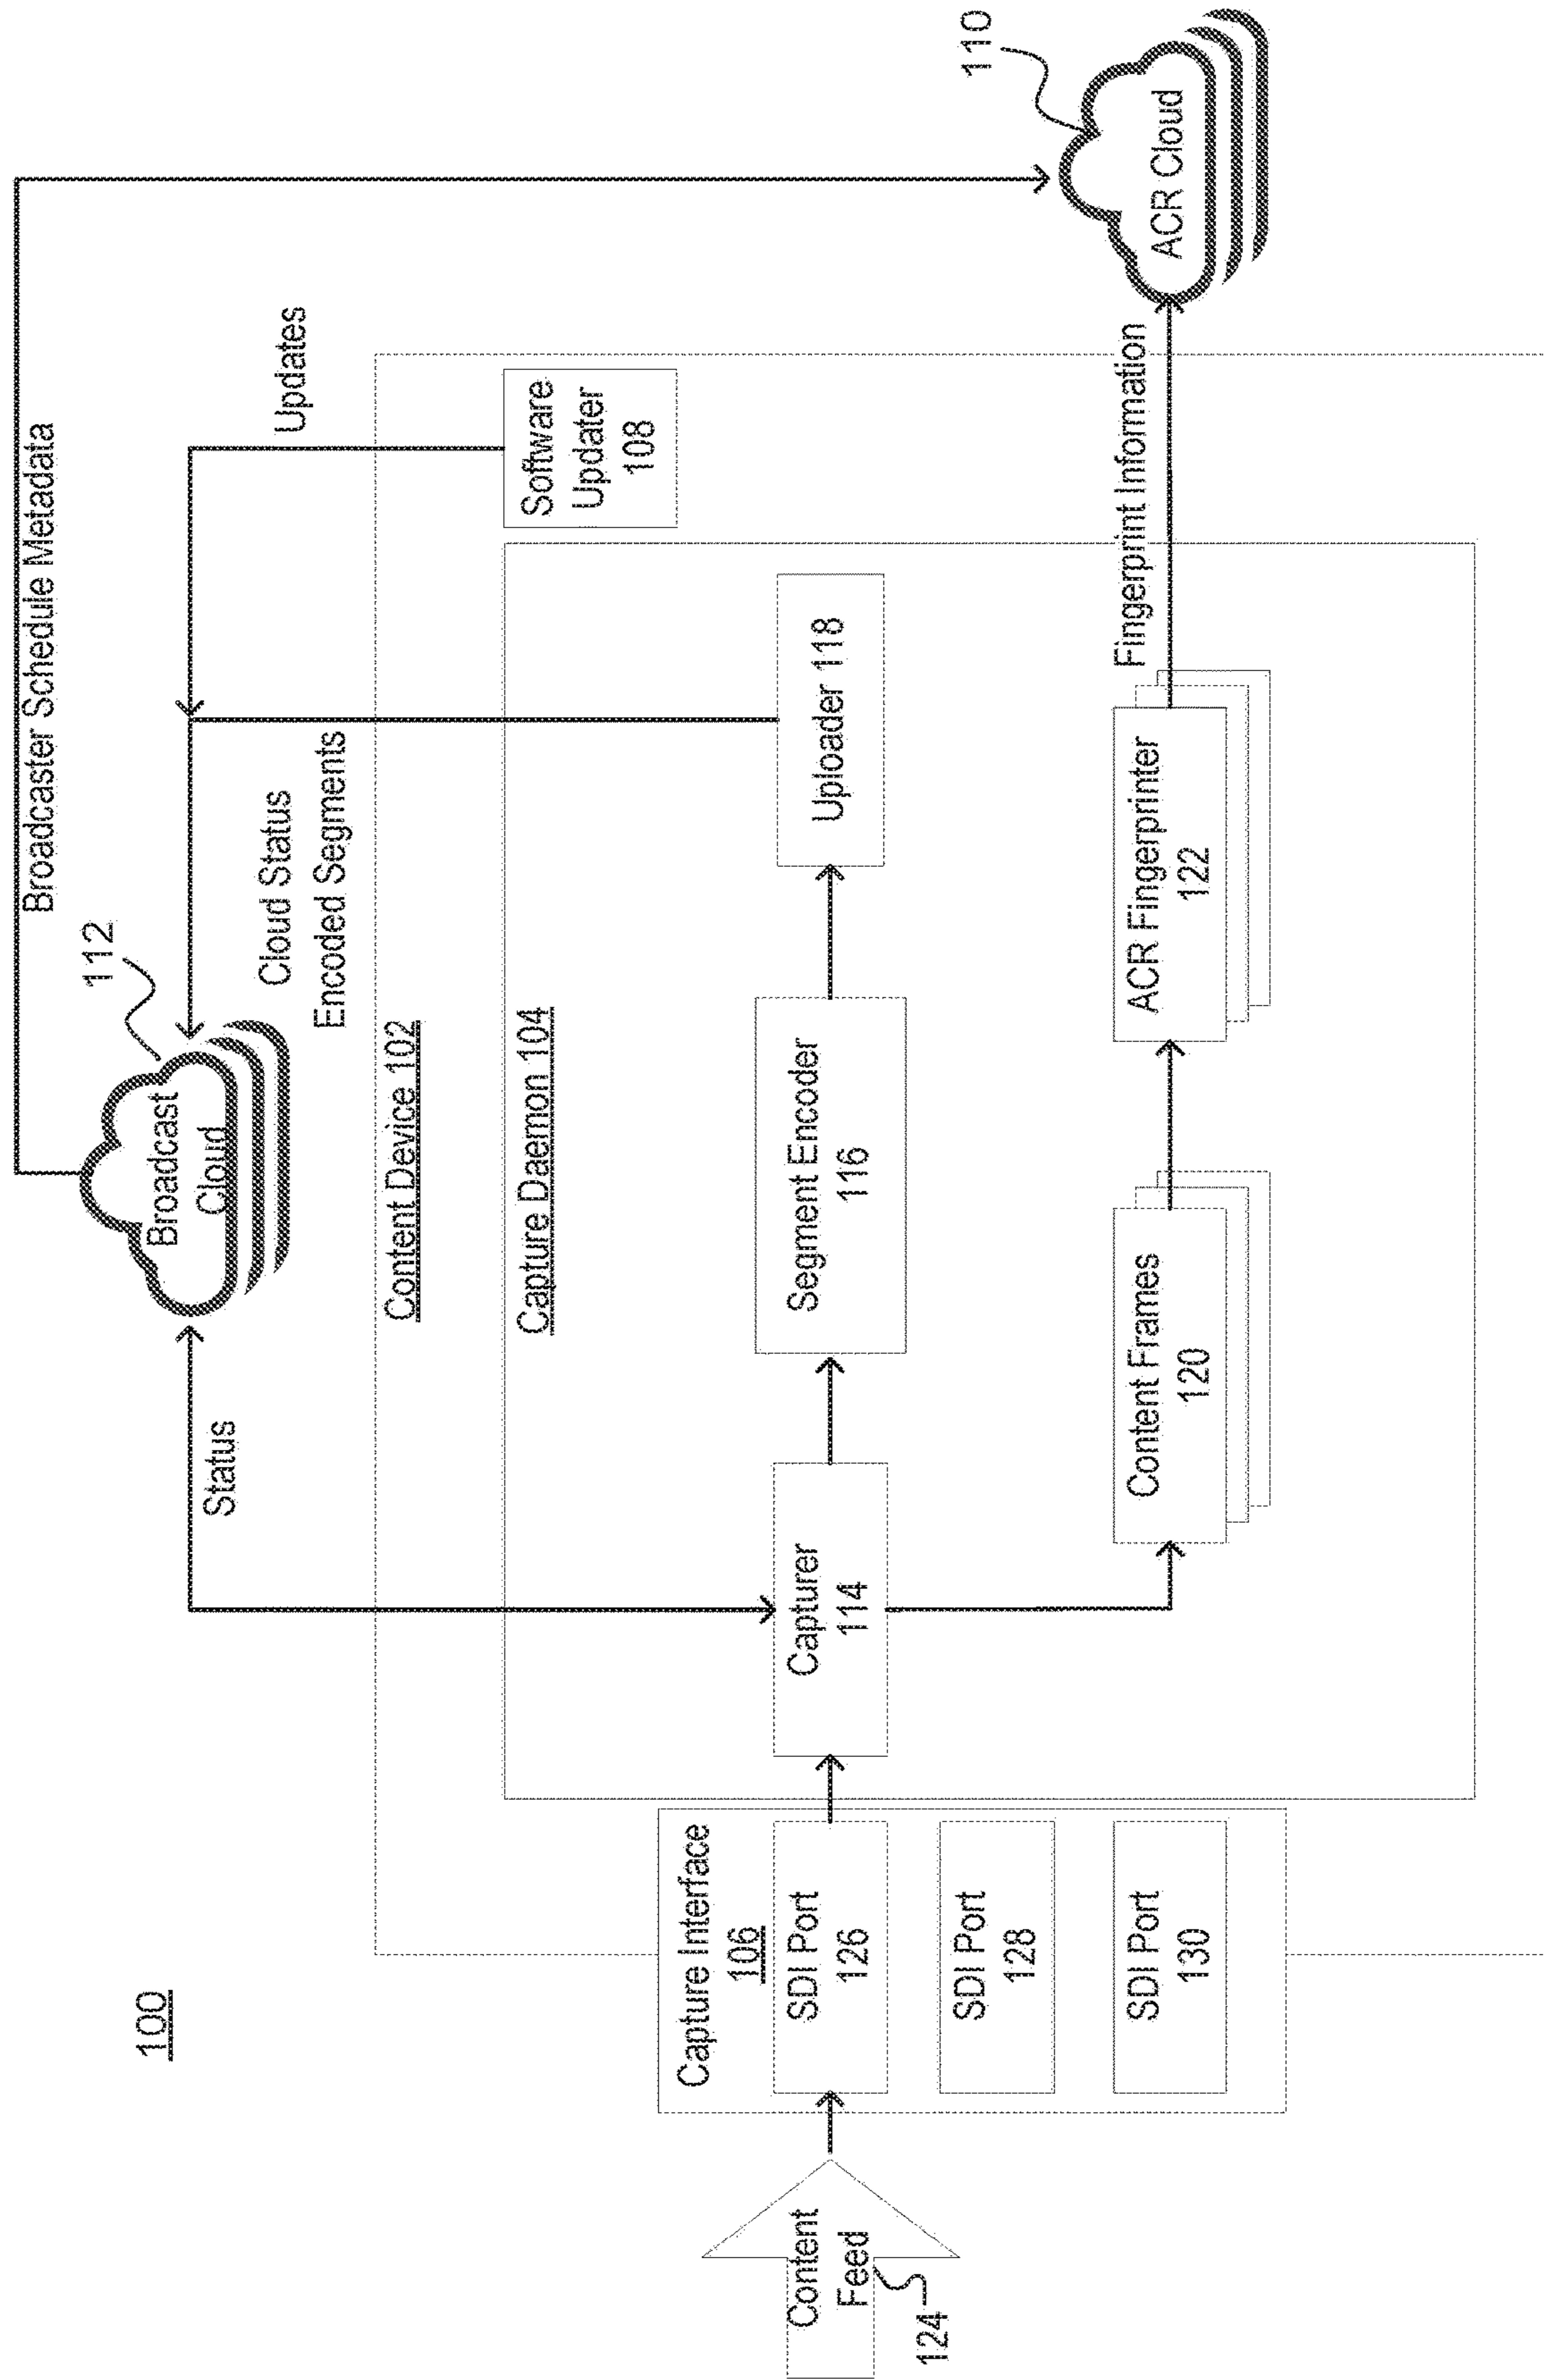 100
Broadcaster Schedule Metadata
112
Broadcast
Cloud
Status
Cloud Status
Encoded Segments
Updates
Content Device 102
Capture Daemon 104
Software
Updater
108
Capture Interface
106
SDI Port
126
SDI Port
128
SDI Port
130
Content
Feed
124
Capturer
114
Segment Encoder
116
Uploader 118
Content Frames
120
ACR Fingerprinter
122
Fingerprint Information
110
ACR Cloud